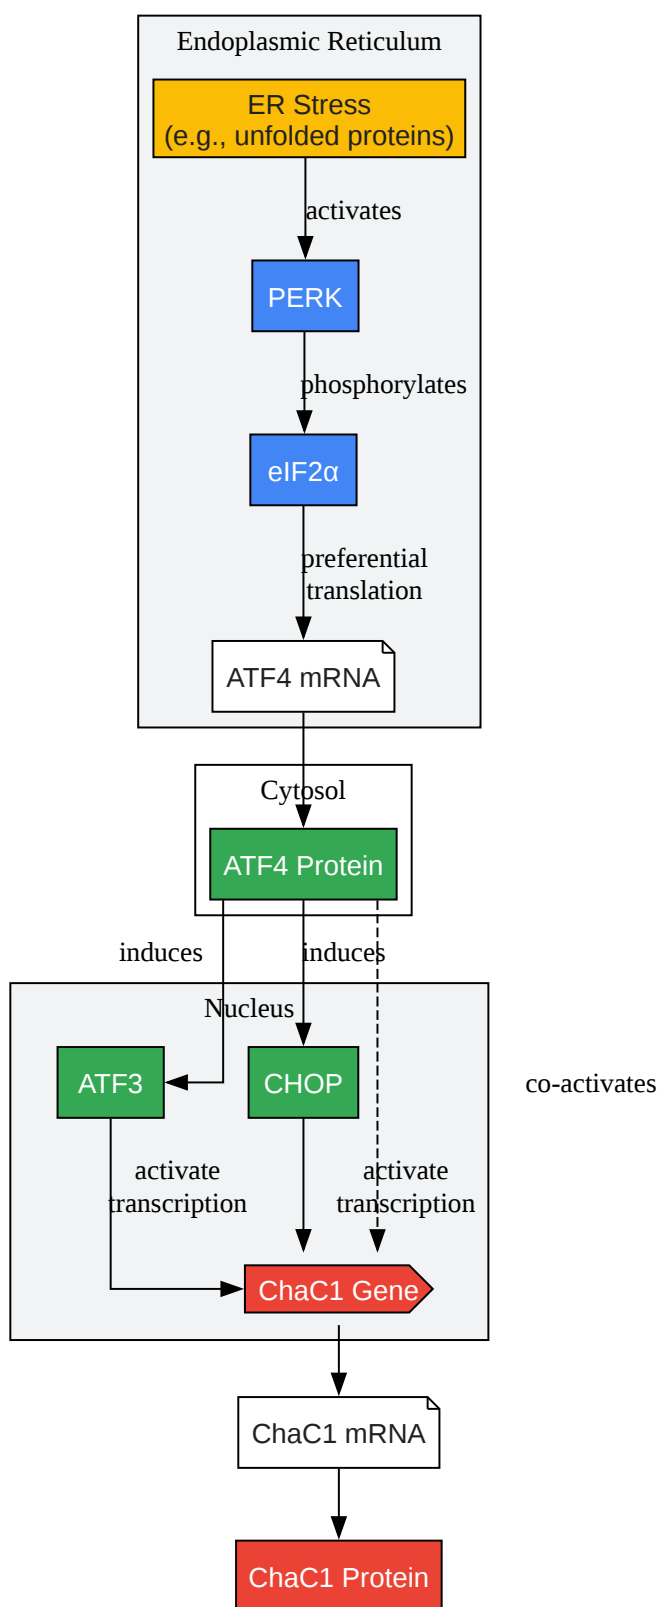 Endoplasmic Reticulum
ER Stress
(e.g., unfolded proteins)
activates
PERK
phosphorylates
eIF2α
preferential
translation
ATF4 mRNA
Cytosol
ATF4 Protein
induces
induces
Nucleus
ATF3
CHOP
co-activates
activate
transcription
activate
transcription
ChaC1 Gene
ChaC1 mRNA
ChaC1 Protein